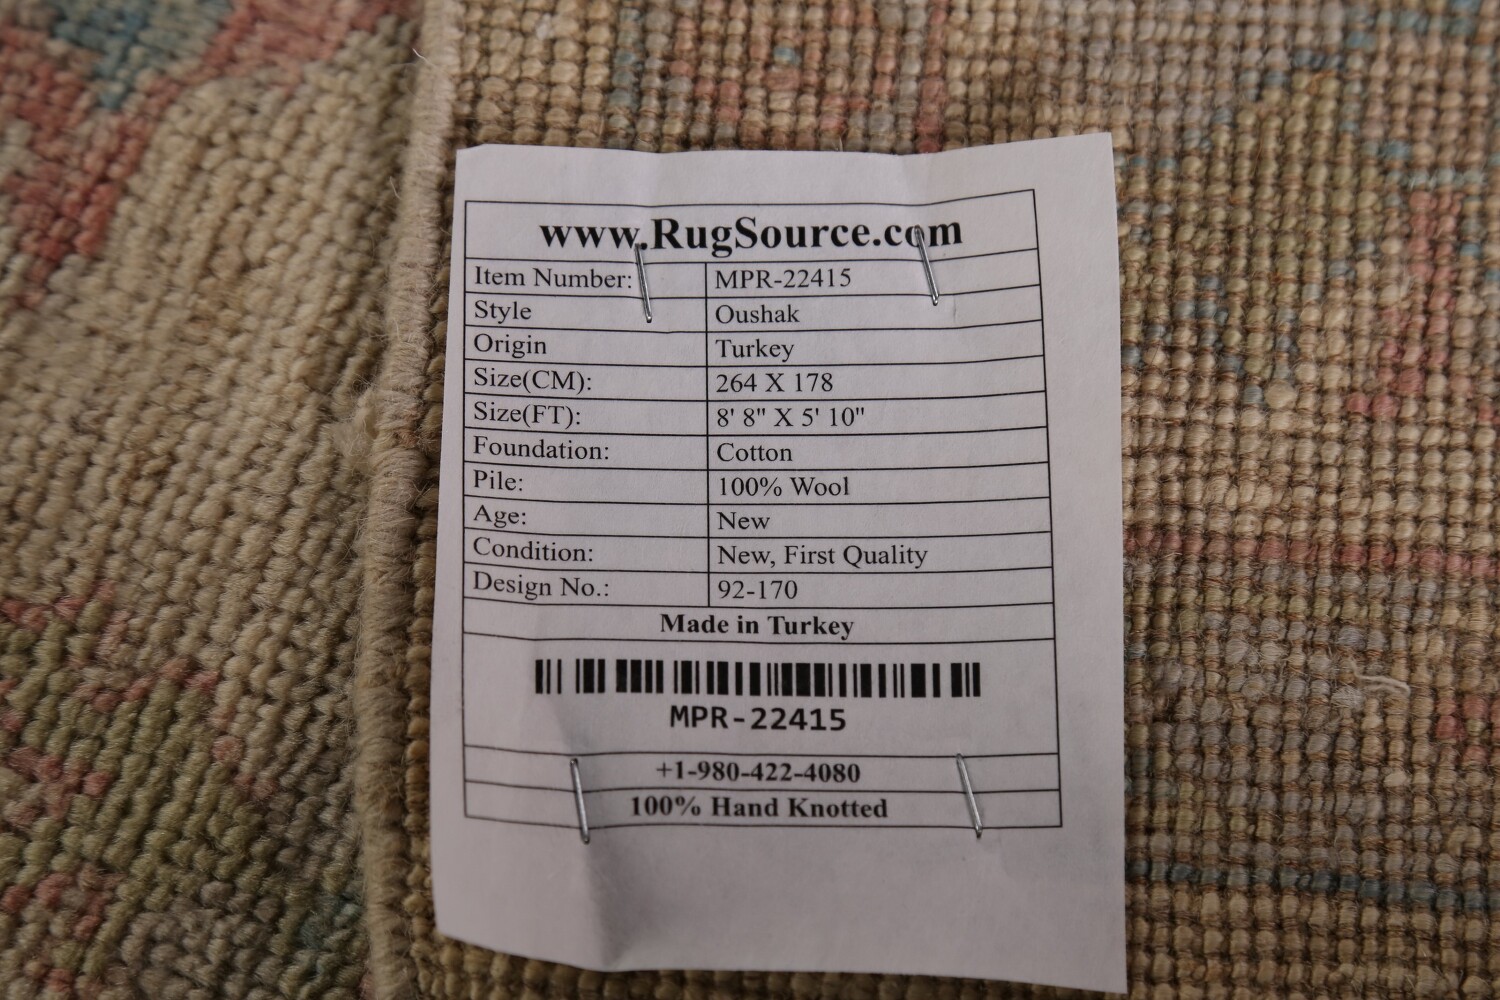 www.RugSource.com
Item Number: MPR-22415
Style Oushak
Origin Turkey
Size(CM): 264 X 178
Size(FT): 8' 8" X 5' 10"
Foundation: Cotton
Pile: 100% Wool
Age: New
Condition: New, First Quality
Design No.: 92-170
Made in Turkey
MPR-22415
+1-980-422-4080
100% Hand Knotted